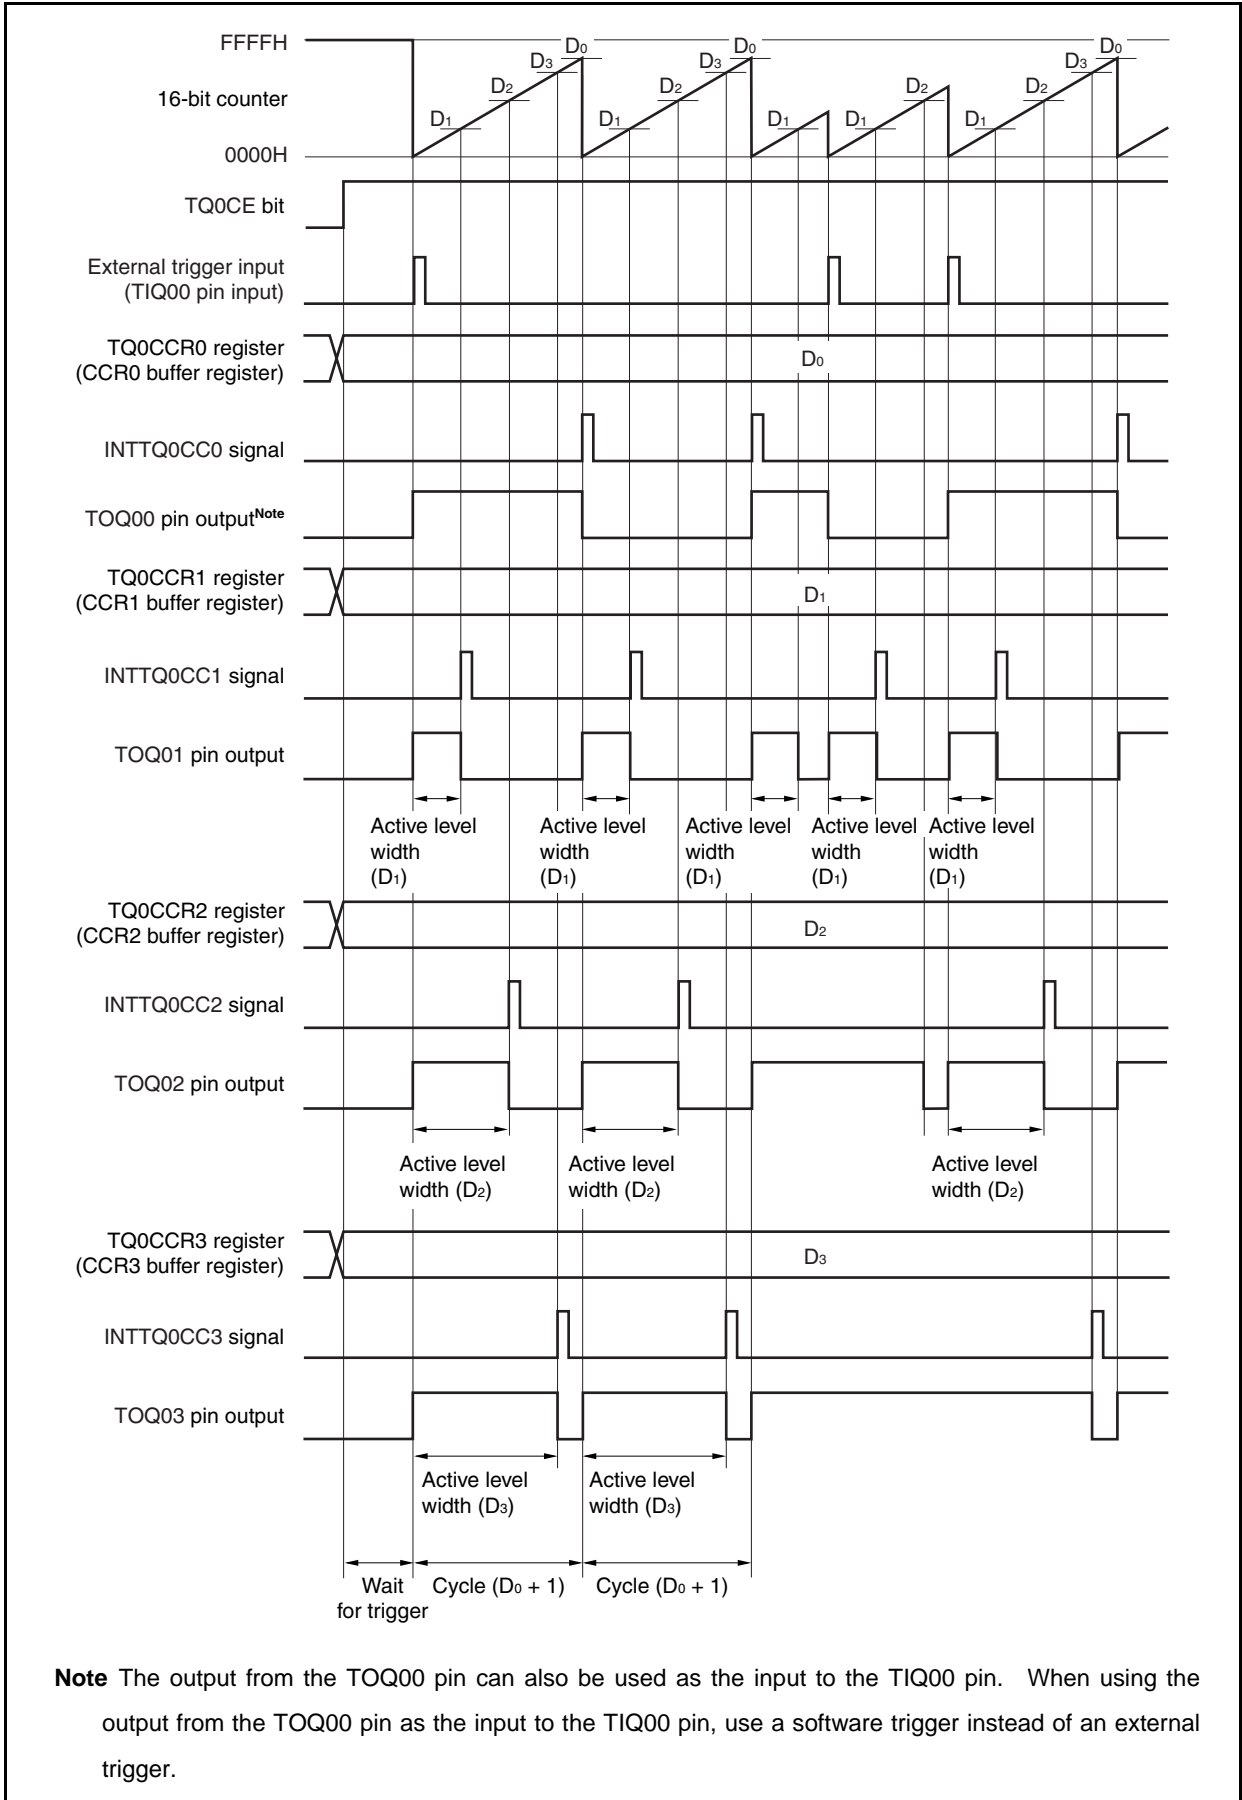 FFFFH
16-bit counter
0000H
D1 D2 D3 D0 D1 D2 D3 D0 D1 D1 D2 D1 D2 D3 D0
TQ0CE bit
External trigger input
(TIQ00 pin input)
TQ0CCR0 register
(CCR0 buffer register)
D0
INTTQ0CC0 signal
TOQ00 pin outputNote
TQ0CCR1 register
(CCR1 buffer register)
D1
INTTQ0CC1 signal
TOQ01 pin output
Active level Active level Active level Active level Active level
width width width width width
(D1) (D1) (D1) (D1) (D1)
TQ0CCR2 register
(CCR2 buffer register)
D2
INTTQ0CC2 signal
TOQ02 pin output
Active level Active level Active level
width (D2) width (D2) width (D2)
TQ0CCR3 register
(CCR3 buffer register)
D3
INTTQ0CC3 signal
TOQ03 pin output
Active level Active level
width (D3) width (D3)
Wait Cycle (D0 + 1) Cycle (D0 + 1)
for trigger
Note The output from the TOQ00 pin can also be used as the input to the TIQ00 pin. When using the
output from the TOQ00 pin as the input to the TIQ00 pin, use a software trigger instead of an external
trigger.